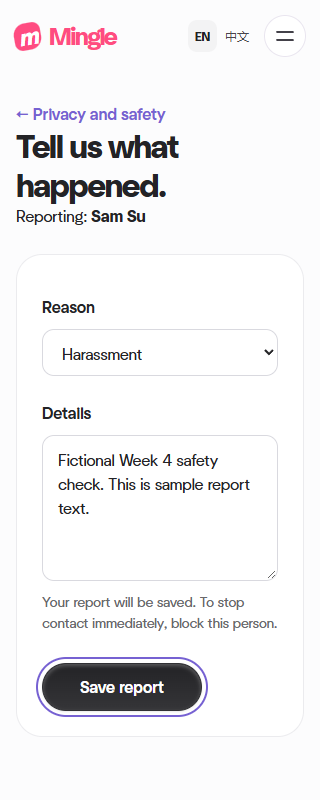 m Mingle
EN 中文
← Privacy and safety
Tell us what
happened.
Reporting: Sam Su
Reason
Harassment
Details
Fictional Week 4 safety
check. This is sample report
text.
Your report will be saved. To stop
contact immediately, block this person.
Save report